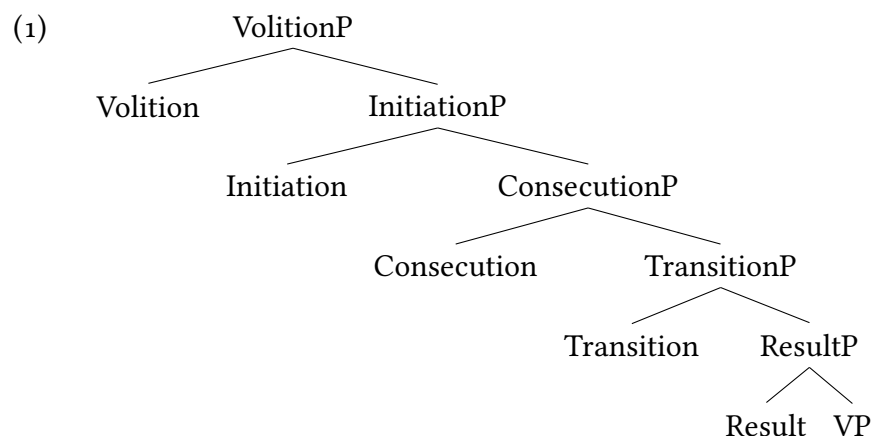 (1) VolitionP
Volition InitiationP
Initiation ConsecutionP
Consecution TransitionP
Transition ResultP
Result VP